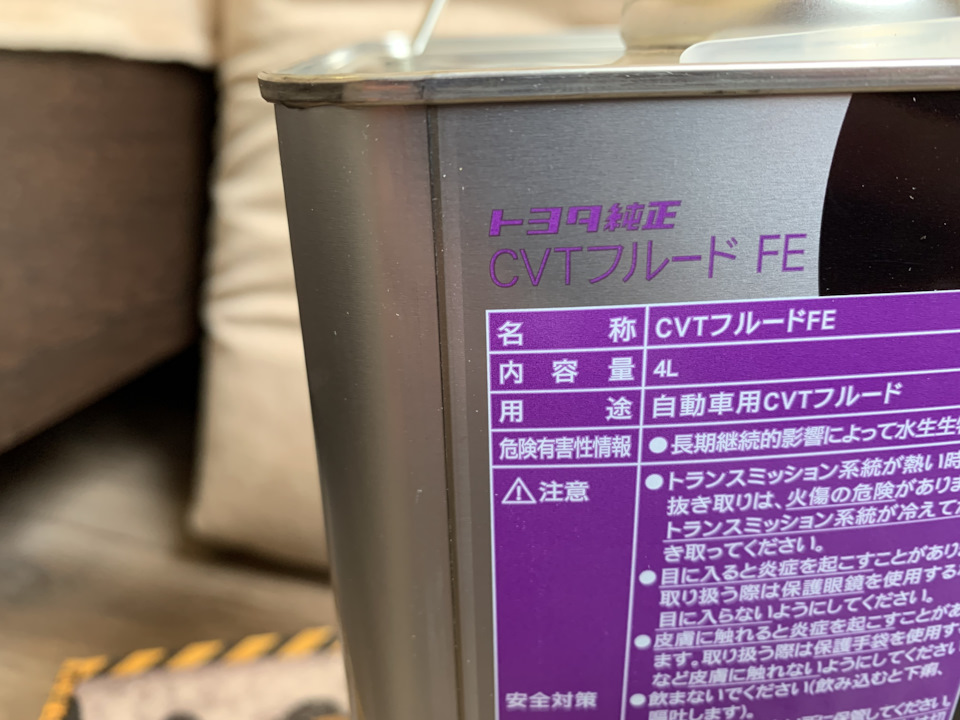 トヨタ純正
CVTフルード FE
名称 CVTフルードFE
内容量 4L
用途 自動車用CVTフルード
危険有害性情報 ●長期継続的影響によって水生生
⚠注意 ●トランスミッション系統が熱い時
抜き取りは、火傷の危険がありま
トランスミッション系統が冷えて
き取ってください。
●目に入ると炎症を起こすことがあり
取り扱う際は保護眼鏡を使用する
目に入らないようにしてください。
●皮膚に触れると炎症を起こすことがあ
ます。取り扱う際は保護手袋を使用す
など皮膚に触れないようにしてください
安全対策 ●飲まないでください(飲み込むと下痢、
嘔吐します)。